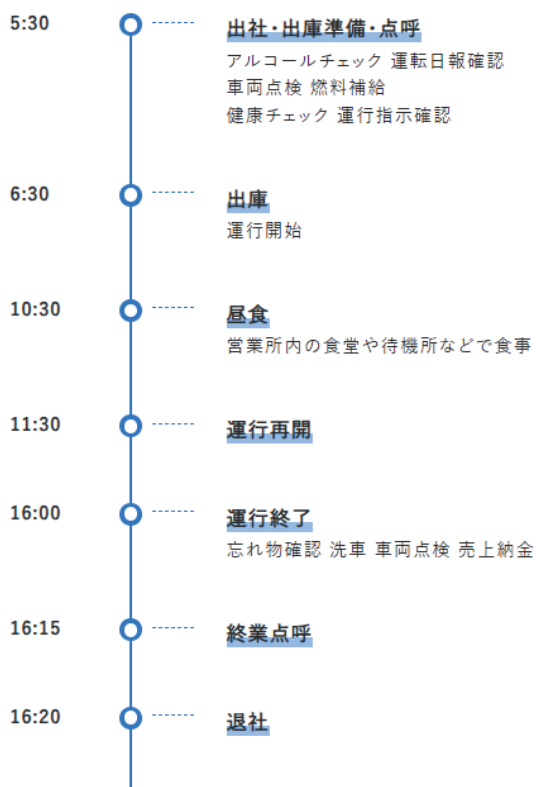 5:30
出社・出庫準備・点呼
アルコールチェック 運転日報確認
車両点検 燃料補給
健康チェック 運行指示確認
6:30
出庫
運行開始
10:30
昼食
営業所内の食堂や待機所などで食事
11:30
運行再開
16:00
運行終了
忘れ物確認 洗車 車両点検 売上納金
16:15
終業点呼
16:20
退社